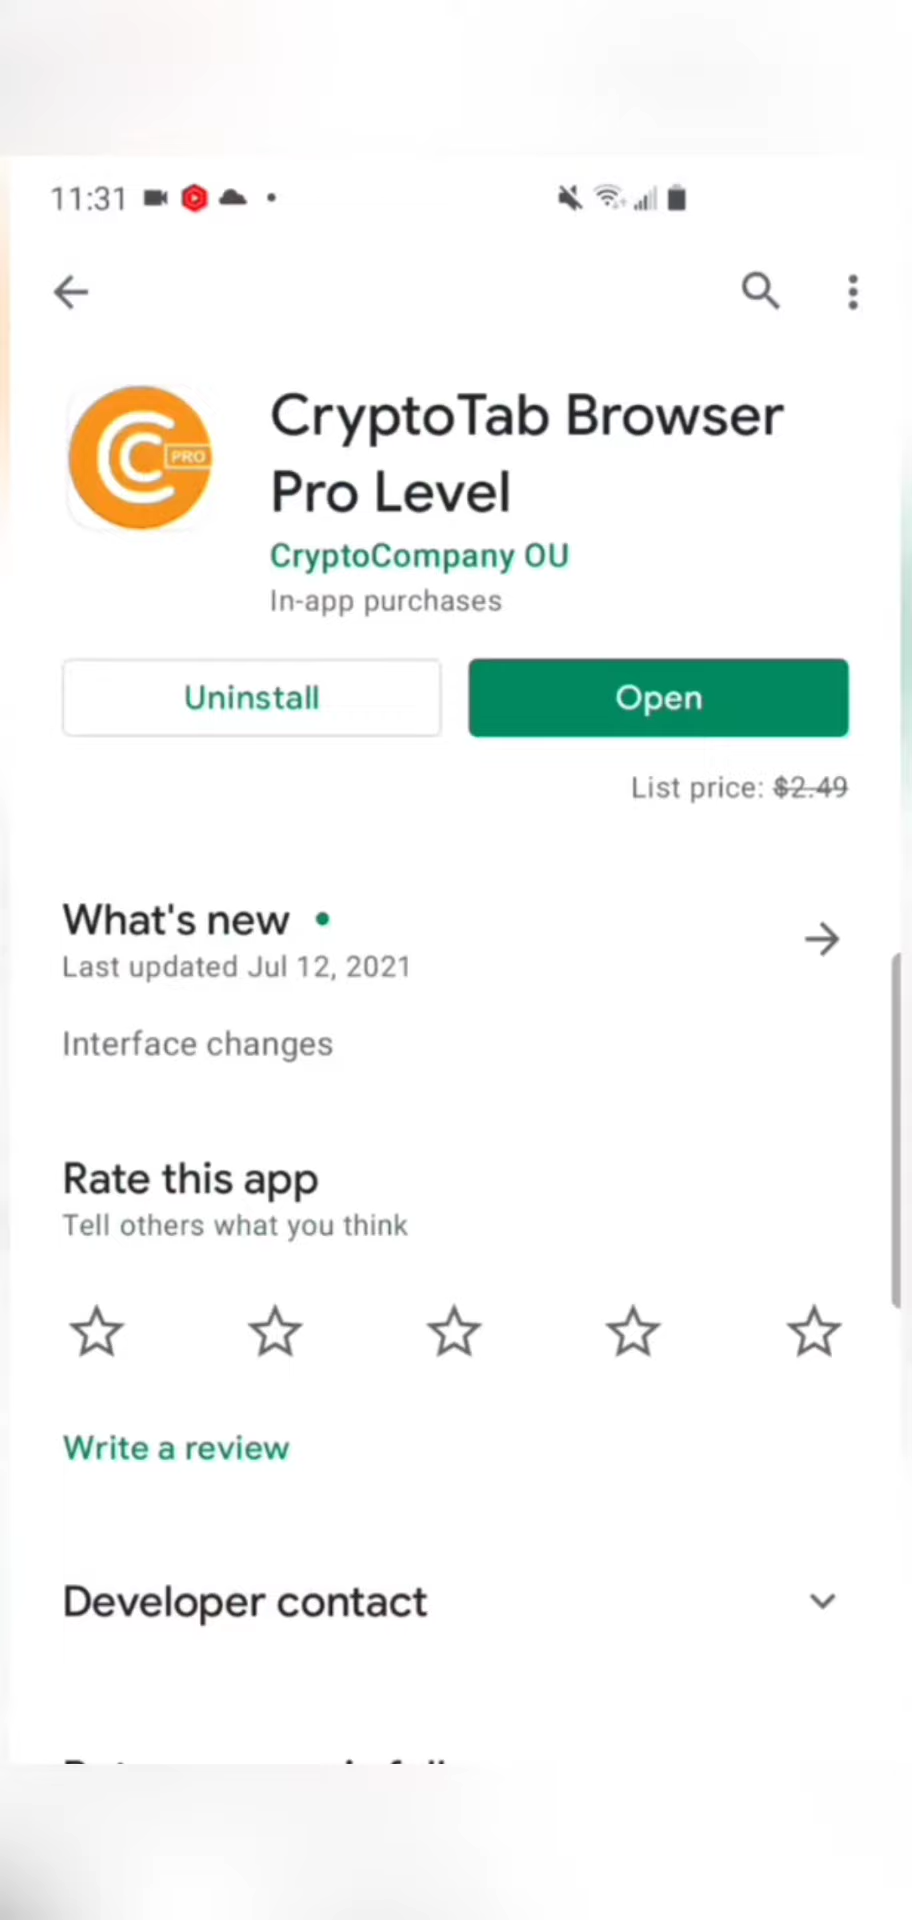 11:31
CryptoTab Browser
Pro Level
PRO
CryptoCompany OU
In-app purchases
Uninstall
Open
List price: $2.49
What's new
Last updated Jul 12, 2021
Interface changes
Rate this app
Tell others what you think
Write a review
Developer contact